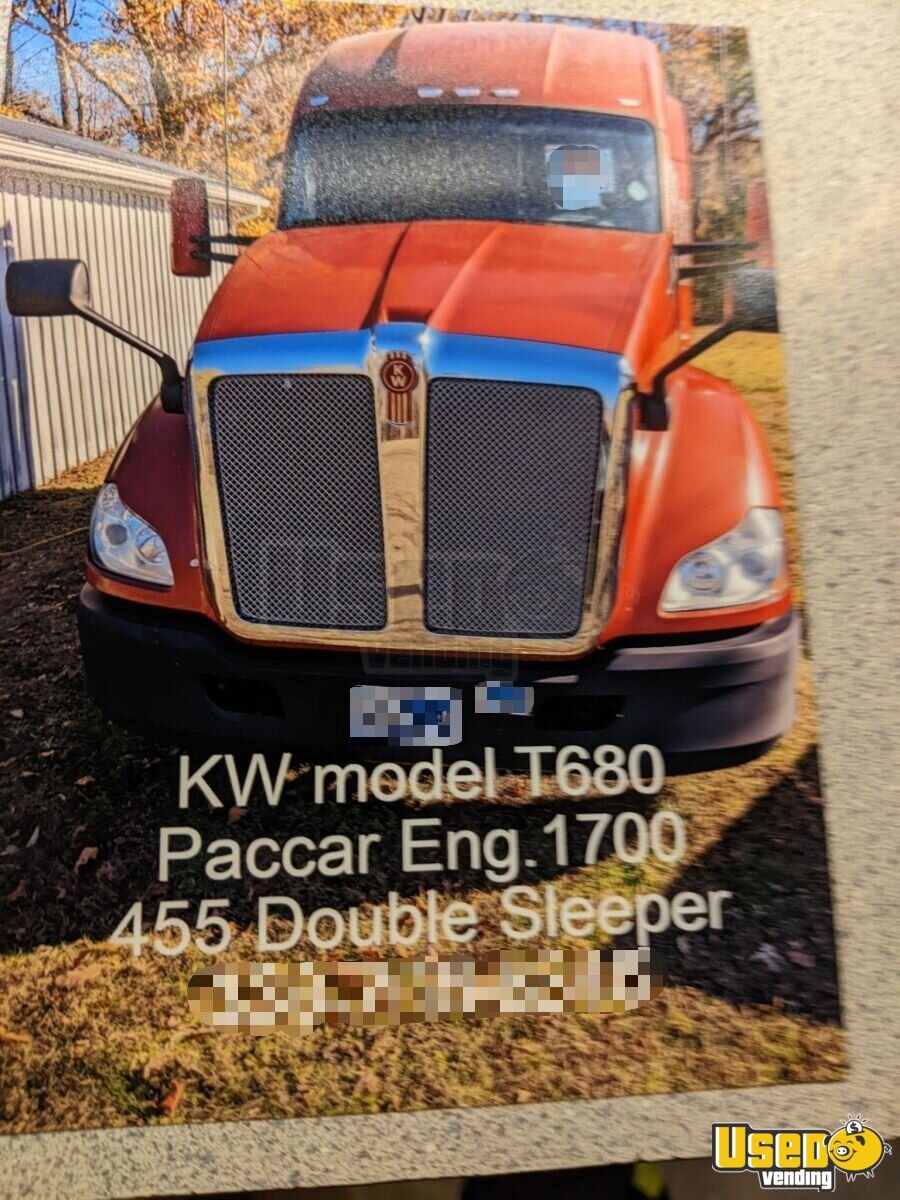 KW
KW model T680
Paccar Eng.1700
455 Double Sleeper
USED
vending